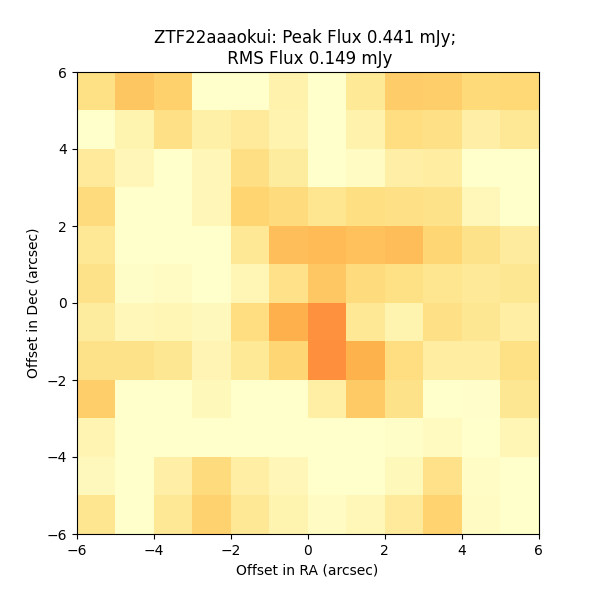 ZTF22aaaokui: Peak Flux 0.441 mJy;
RMS Flux 0.149 mJy
6
4
2
0
−2
−4
−6
Offset in Dec (arcsec)
−6 −4 −2 0 2 4 6
Offset in RA (arcsec)